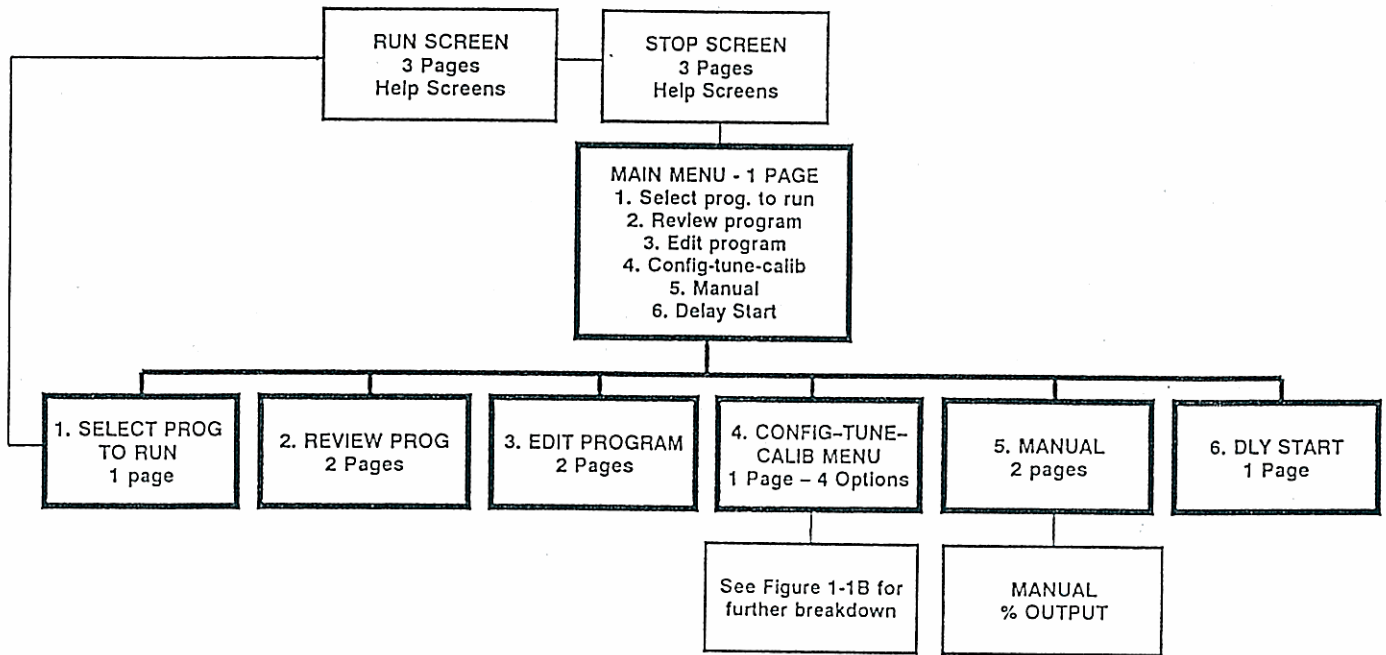 RUN SCREEN
3 Pages
Help Screens
STOP SCREEN
3 Pages
Help Screens
MAIN MENU - 1 PAGE
1. Select prog. to run
2. Review program
3. Edit program
4. Config-tune-calib
5. Manual
6. Delay Start
1. SELECT PROG
TO RUN
1 page
2. REVIEW PROG
2 Pages
3. EDIT PROGRAM
2 Pages
4. CONFIG–TUNE–
CALIB MENU
1 Page – 4 Options
5. MANUAL
2 pages
6. DLY START
1 Page
See Figure 1-1B for
further breakdown
MANUAL
% OUTPUT